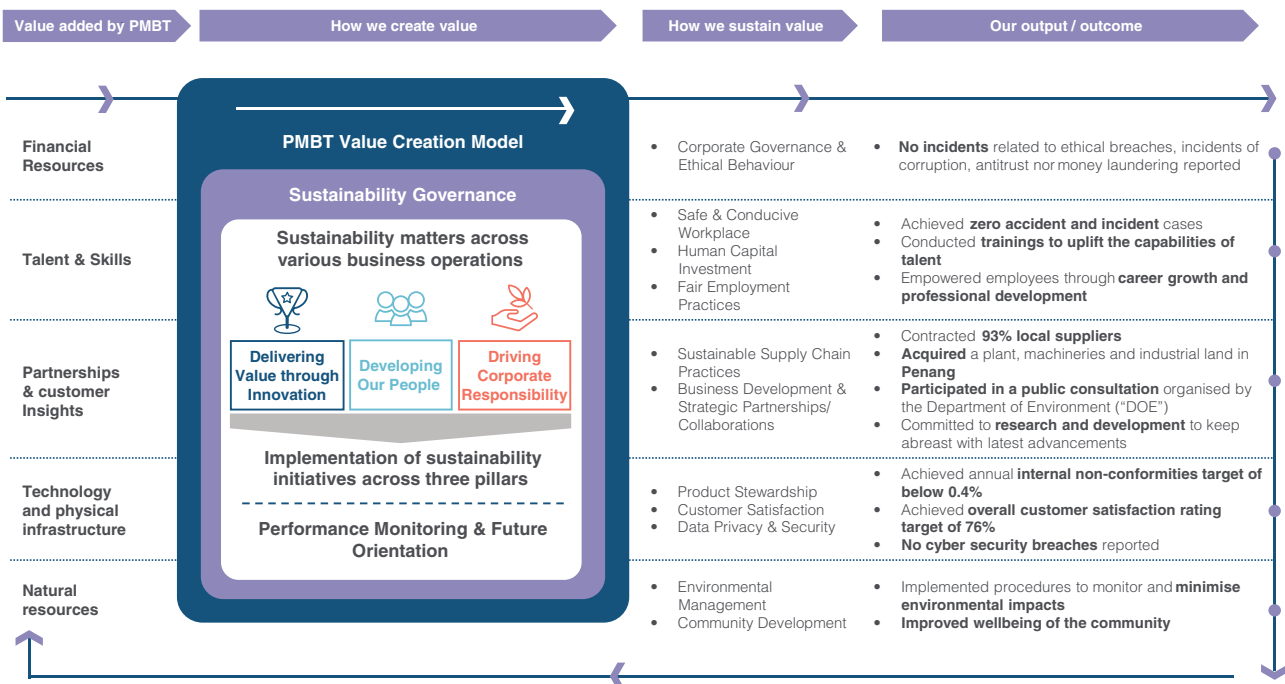 Value added by PMBT
How we create value
How we sustain value
Our output / outcome
PMBT Value Creation Model
Sustainability Governance
Sustainability matters across
various business operations
Delivering
Value through
Innovation
Developing
Our People
Driving
Corporate
Responsibility
Implementation of sustainability
initiatives across three pillars
Performance Monitoring & Future
Orientation
Financial
Resources
• Corporate Governance &
Ethical Behaviour
• No incidents related to ethical breaches, incidents of
corruption, antitrust nor money laundering reported
Talent & Skills
• Safe & Conducive
Workplace
• Human Capital
Investment
• Fair Employment
Practices
• Achieved zero accident and incident cases
• Conducted trainings to uplift the capabilities of
talent
• Empowered employees through career growth and
professional development
Partnerships
& customer
Insights
• Sustainable Supply Chain
Practices
• Business Development &
Strategic Partnerships/
Collaborations
• Contracted 93% local suppliers
• Acquired a plant, machineries and industrial land in
Penang
• Participated in a public consultation organised by
the Department of Environment (“DOE”)
• Committed to research and development to keep
abreast with latest advancements
Technology
and physical
infrastructure
• Product Stewardship
• Customer Satisfaction
• Data Privacy & Security
• Achieved annual internal non-conformities target of
below 0.4%
• Achieved overall customer satisfaction rating
target of 76%
• No cyber security breaches reported
Natural
resources
• Environmental
Management
• Community Development
• Implemented procedures to monitor and minimise
environmental impacts
• Improved wellbeing of the community